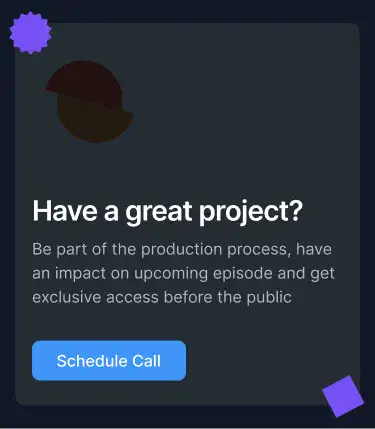 Have a great project?
Be part of the production process, have
an impact on upcoming episode and get
exclusive access before the public
Schedule Call